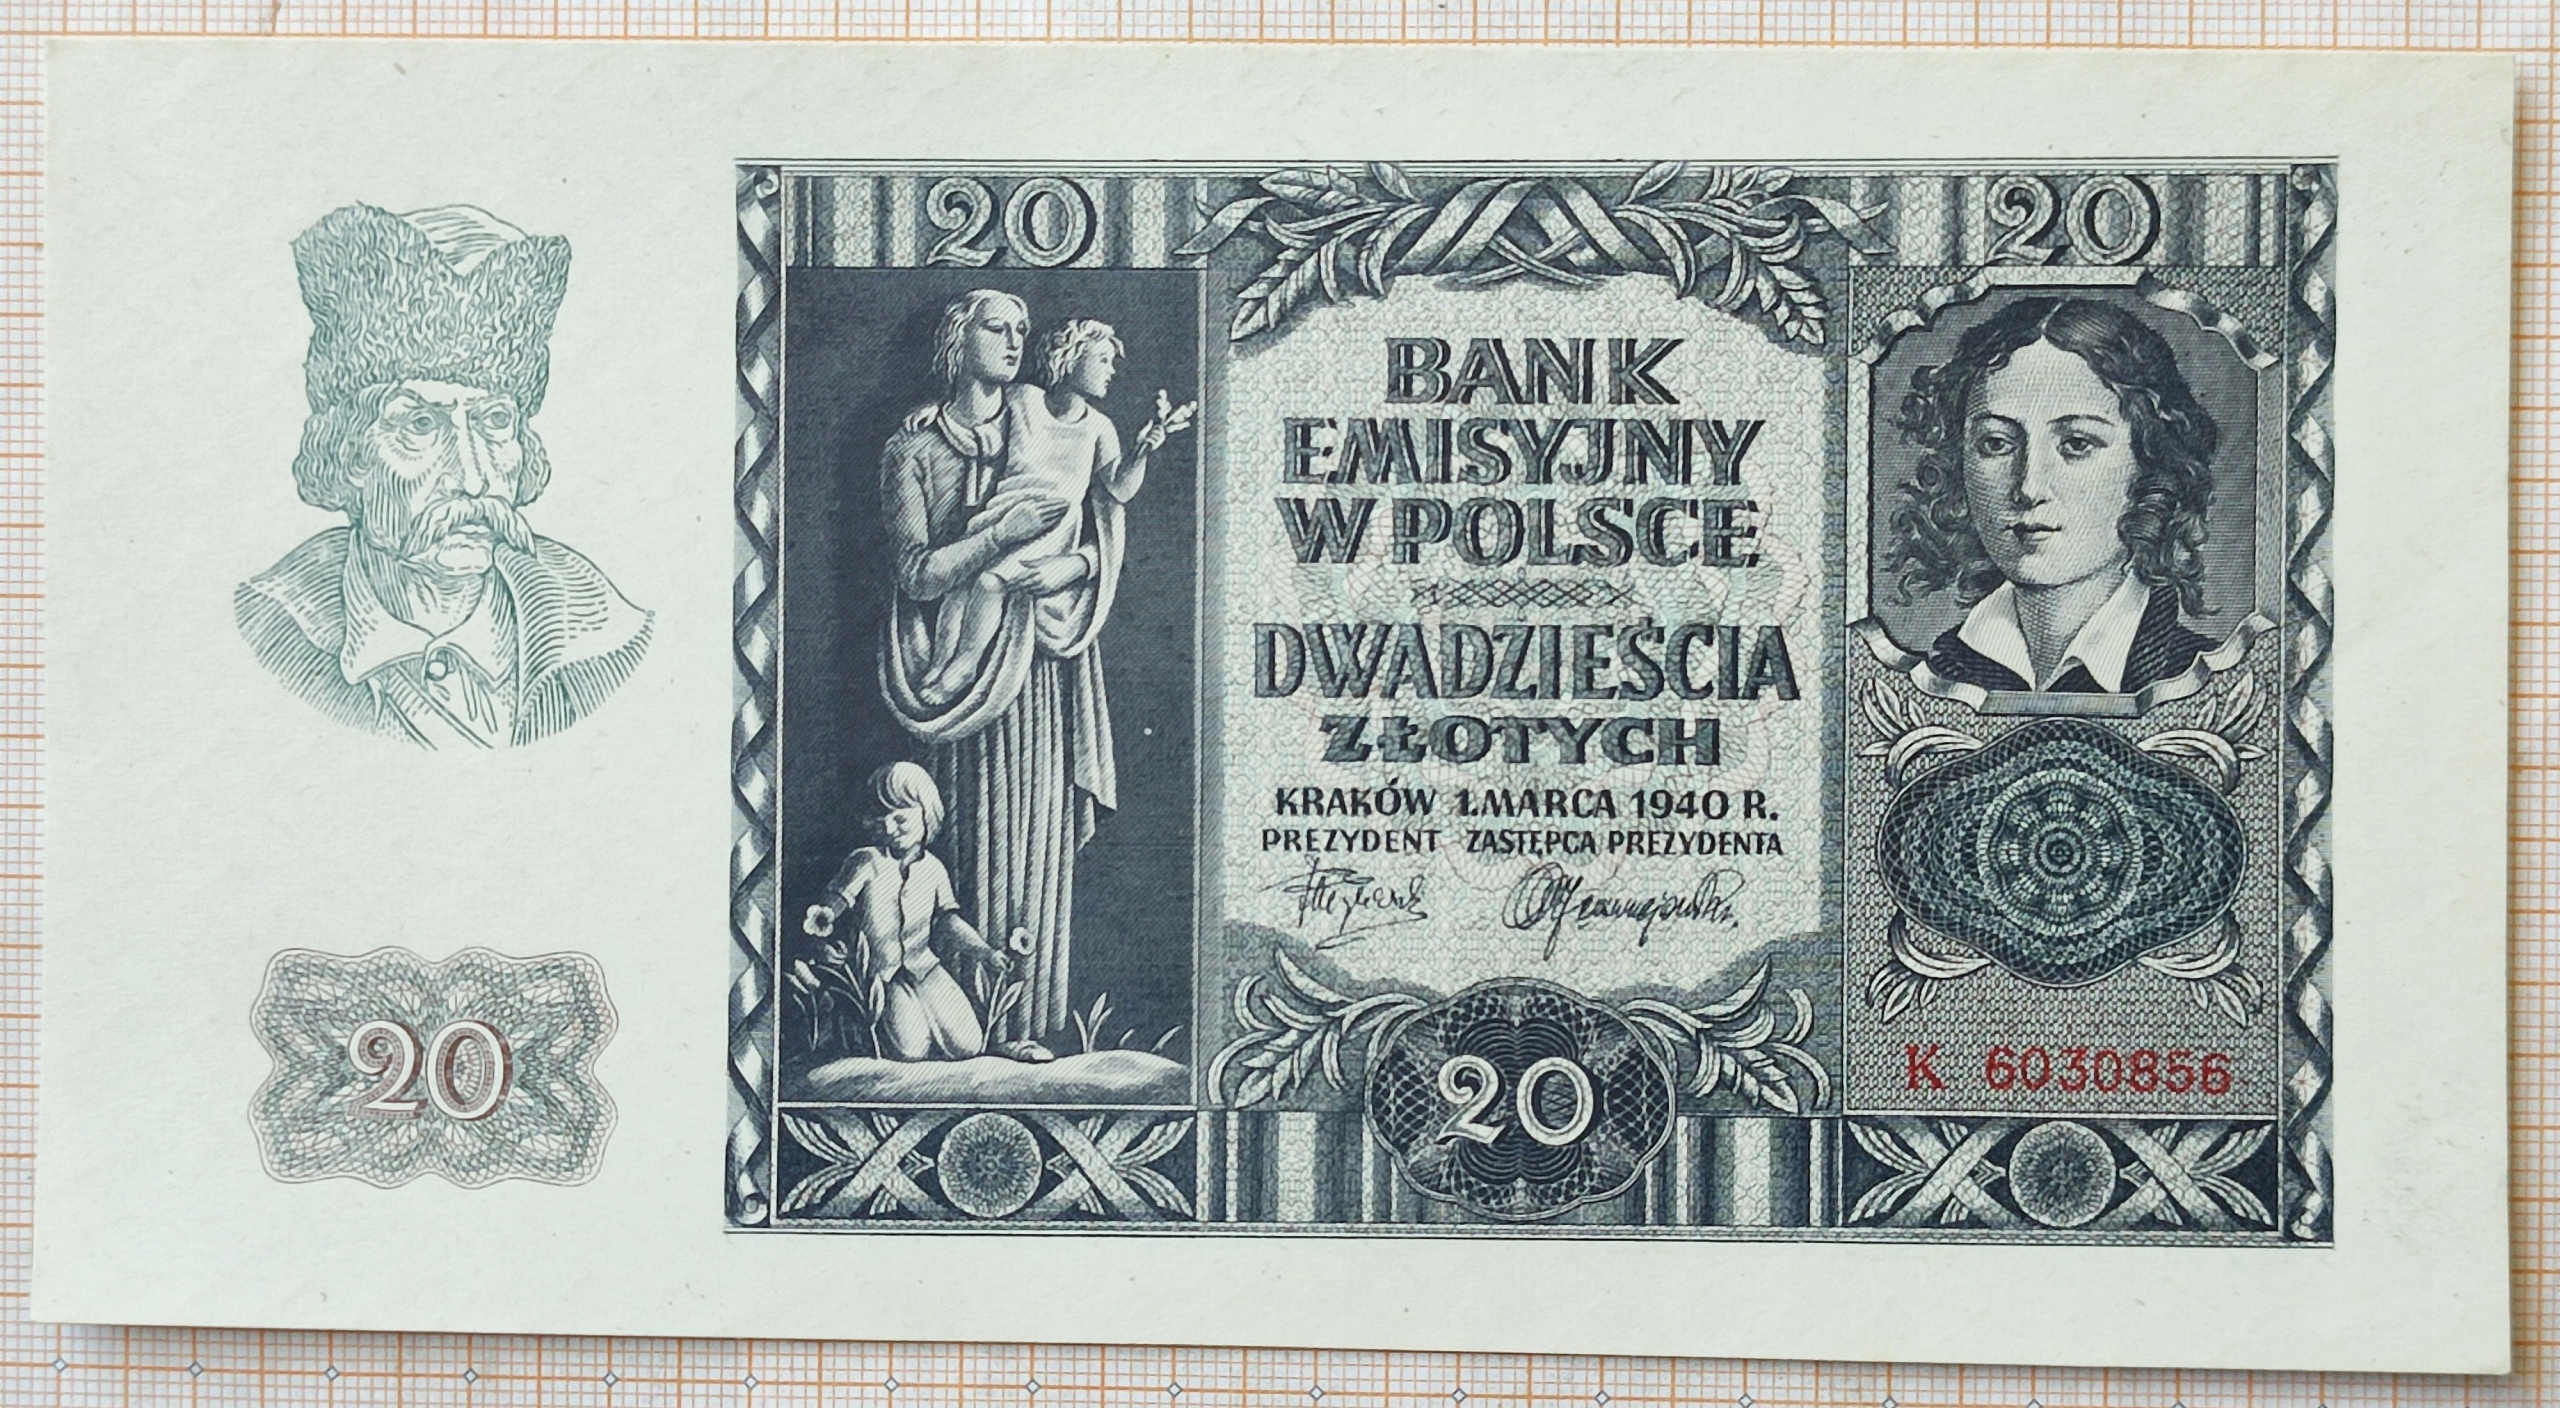 20
20
BANK
EMISYJNY
W POLSCE
DWADZIEŚCIA
ZŁOTYCH
KRAKÓW 1.MARCA 1940 R.
PREZYDENT ZASTĘPCA PREZYDENTA
20
20
K 6030856